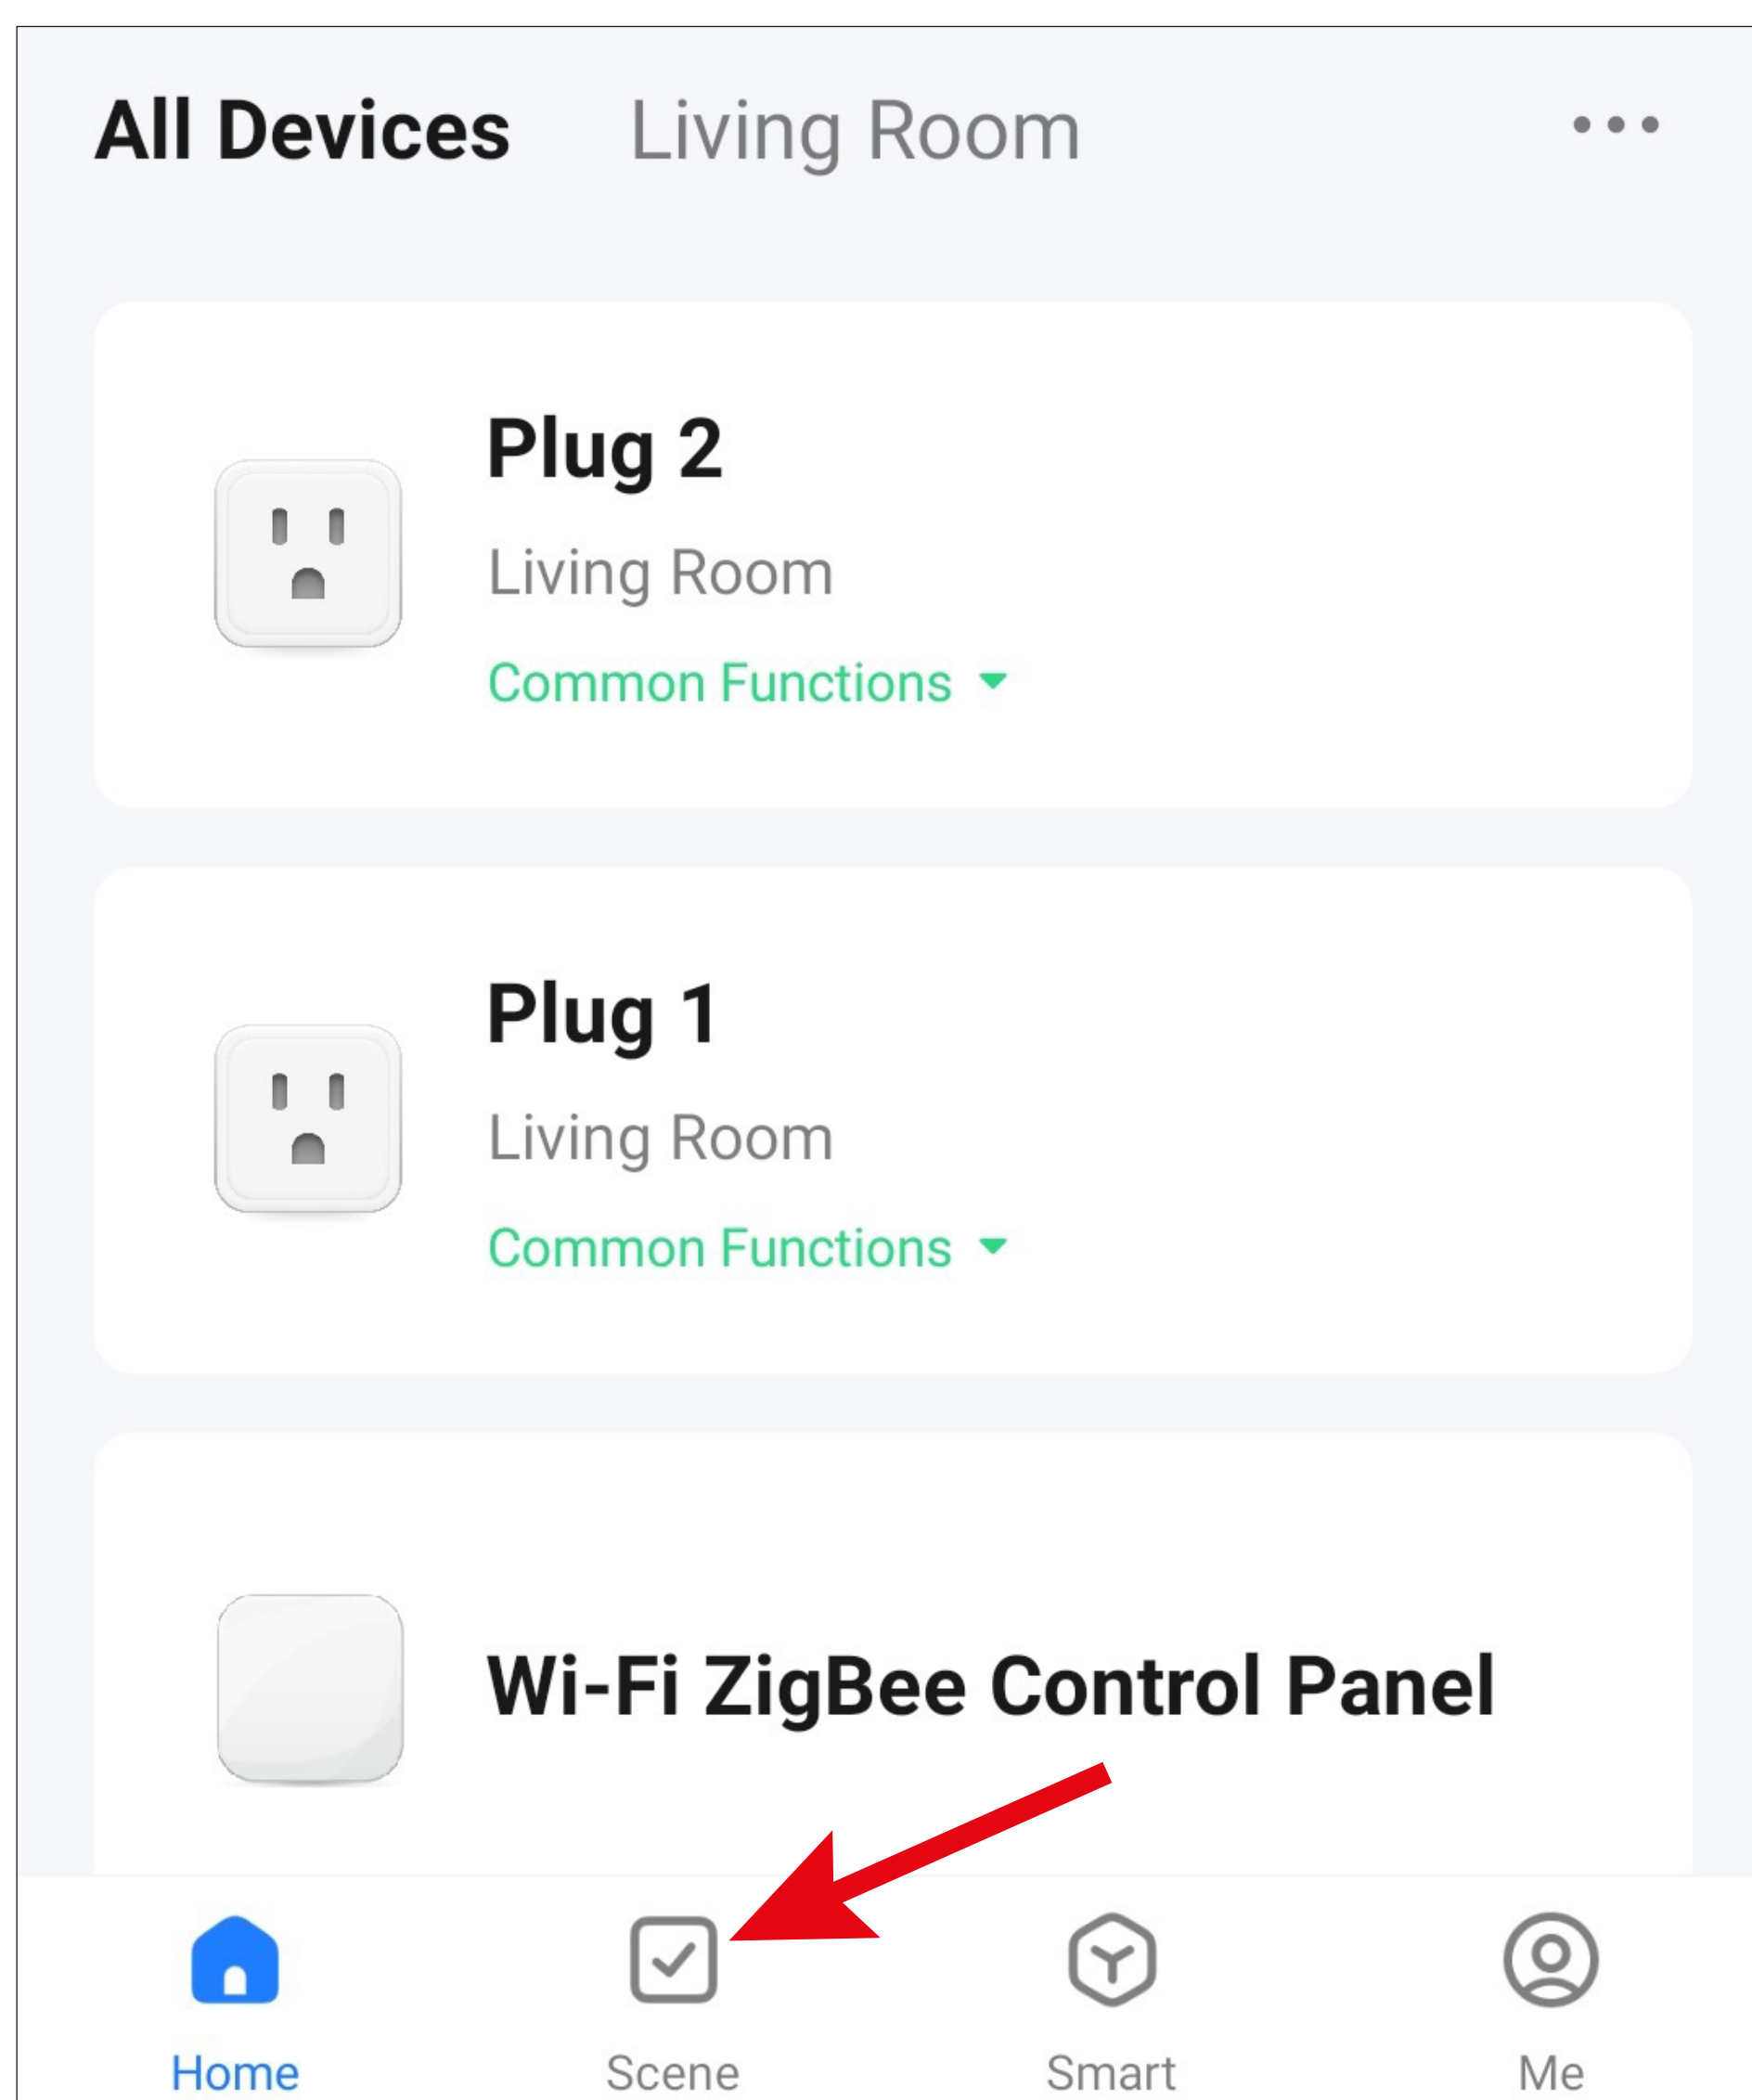 All Devices Living Room
Plug 2
Living Room
Common Functions
Plug 1
Living Room
Common Functions
Wi-Fi ZigBee Control Panel
Home Scene Smart Me